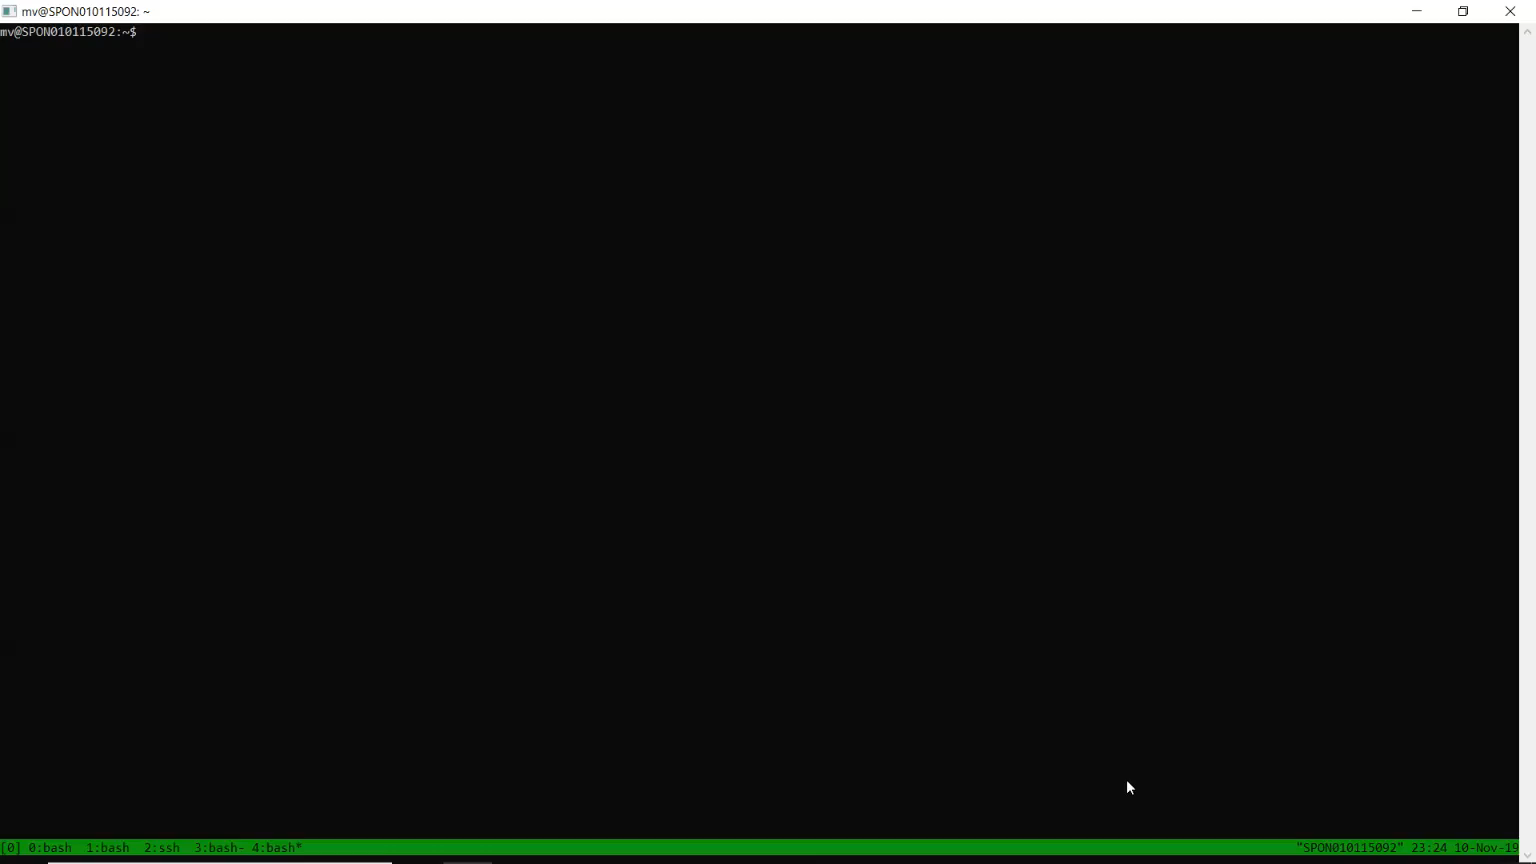 mv@SPON010115092: ~
mv@SPON010115092:~$
[0] 0:bash  1:bash  2:ssh  3:bash- 4:bash*
"SPON010115092" 23:24 10-Nov-19